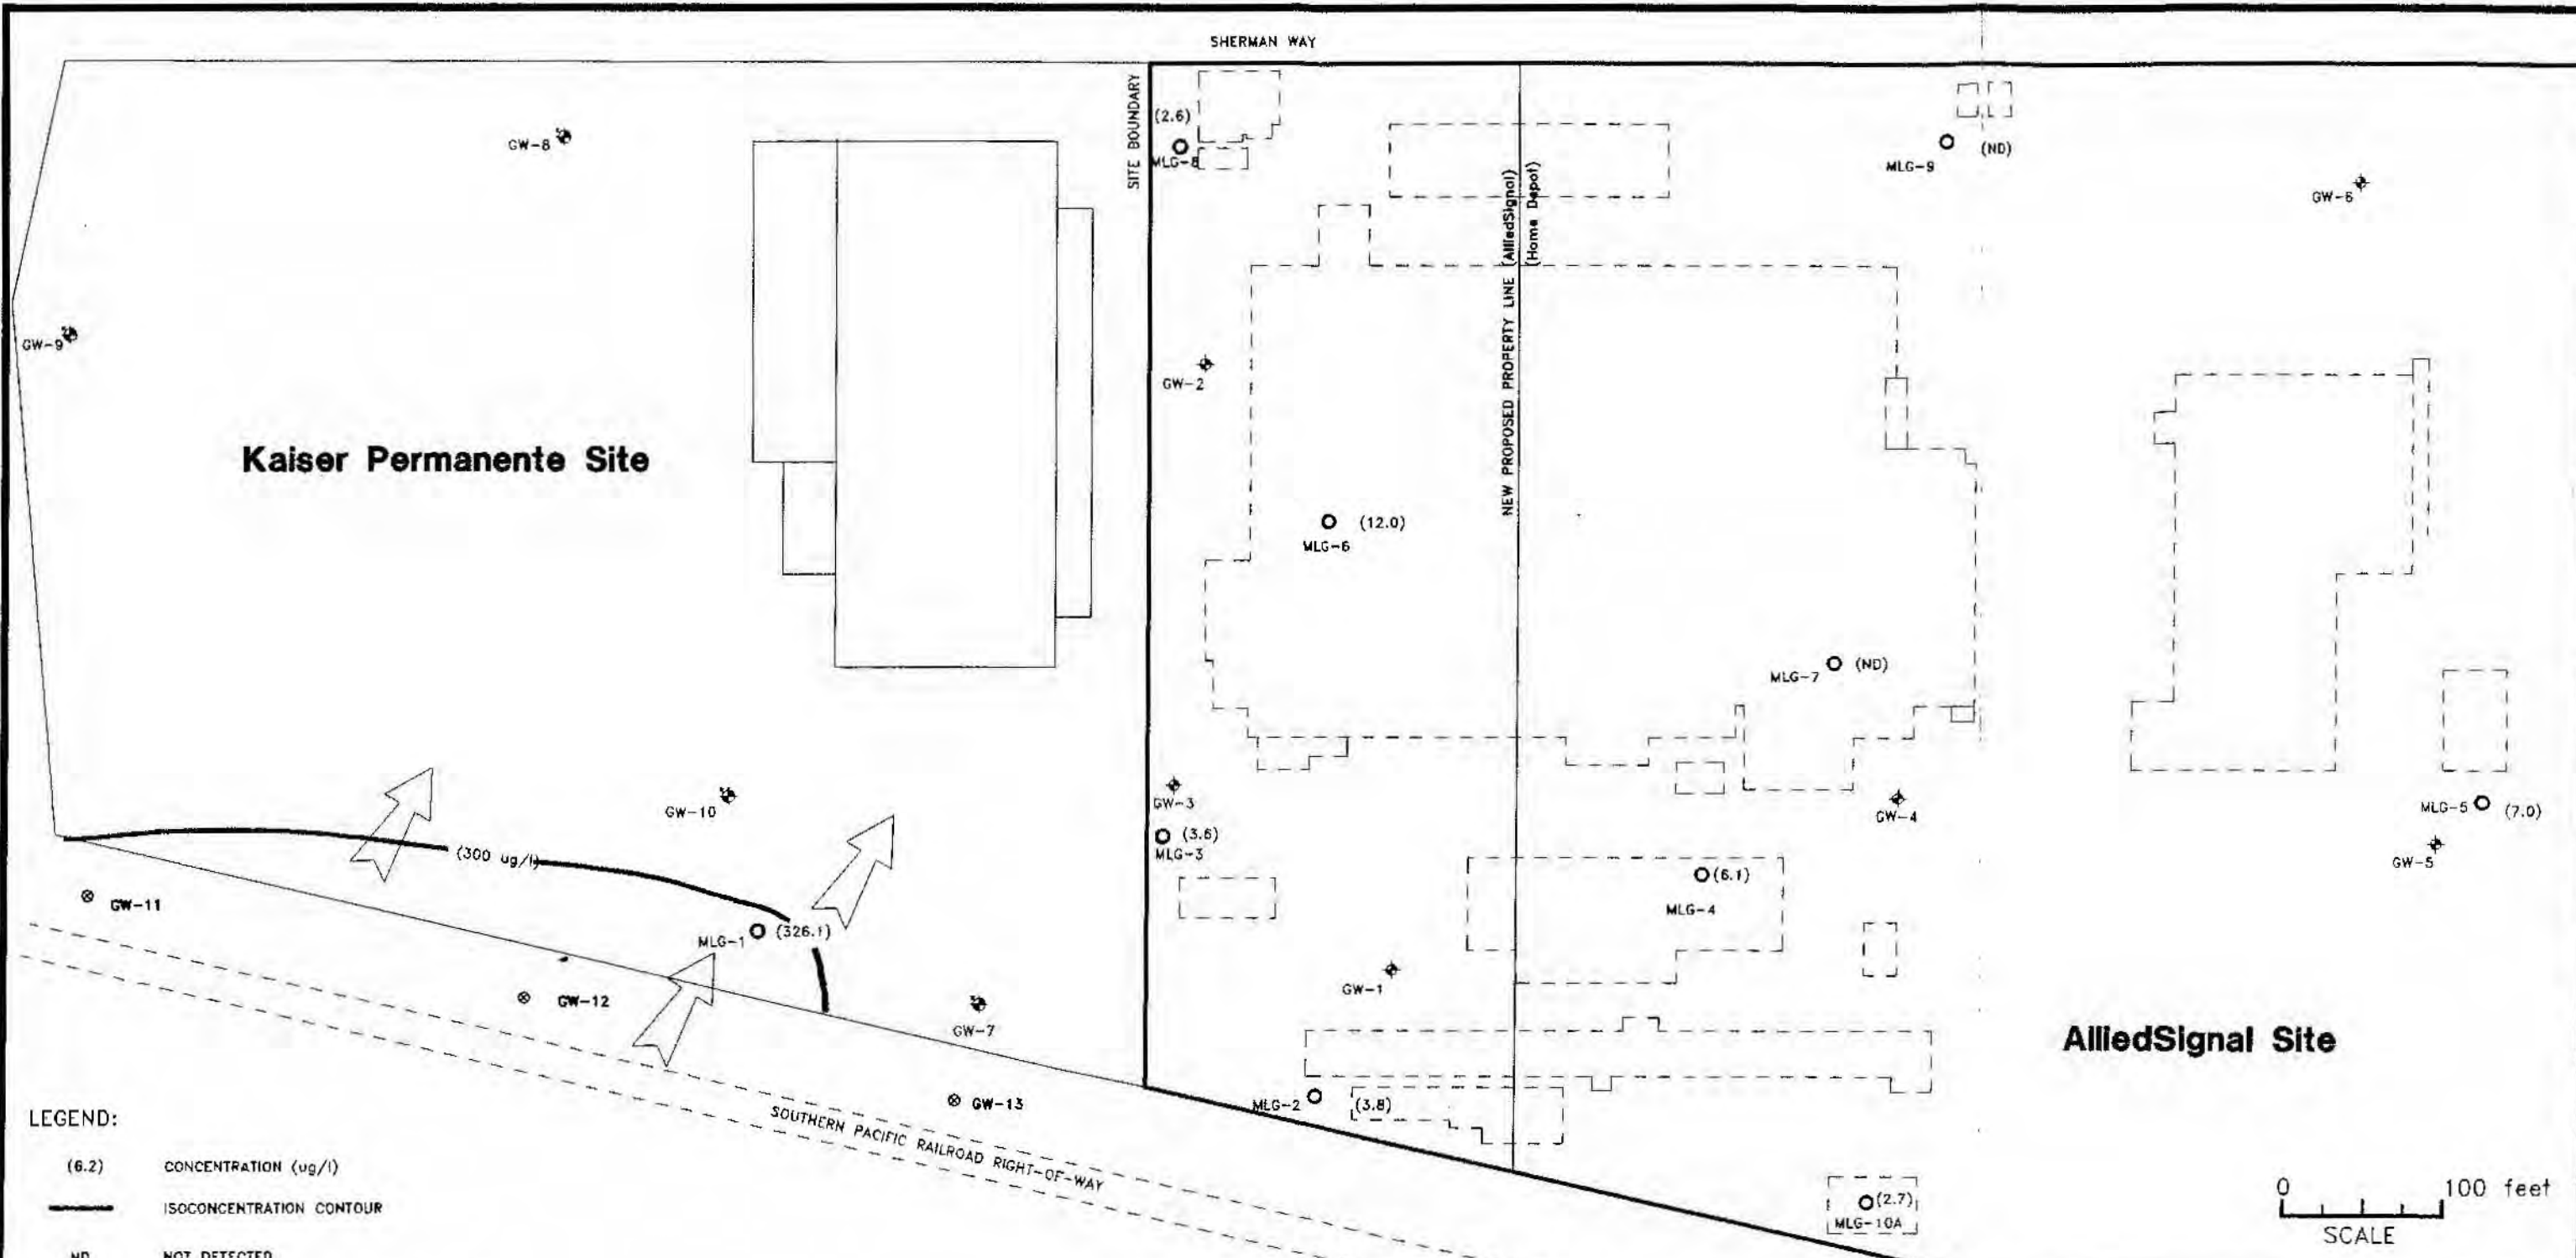 SHERMAN WAY
SITE BOUNDARY
(2.6)
MLG-8
GW-8
MLG-9
(ND)
GW-6
NEW PROPOSED PROPERTY LINE (AlliedSignal)
(Home Depot)
GW-9
GW-2
Kaiser Permanente Site
(12.0)
MLG-6
MLG-7
(ND)
GW-10
GW-3
(3.6)
MLG-3
GW-4
MLG-5
(7.0)
GW-5
(300 ug/l)
(6.1)
MLG-4
GW-11
MLG-1
(326.1)
GW-1
GW-12
GW-7
AlliedSignal Site
GW-13
MLG-2
(3.8)
SOUTHERN PACIFIC RAILROAD RIGHT-OF-WAY
(2.7)
MLG-10A
0 100 feet
SCALE
LEGEND:
(6.2) CONCENTRATION (ug/l)
ISOCONCENTRATION CONTOUR
ND NOT DETECTED